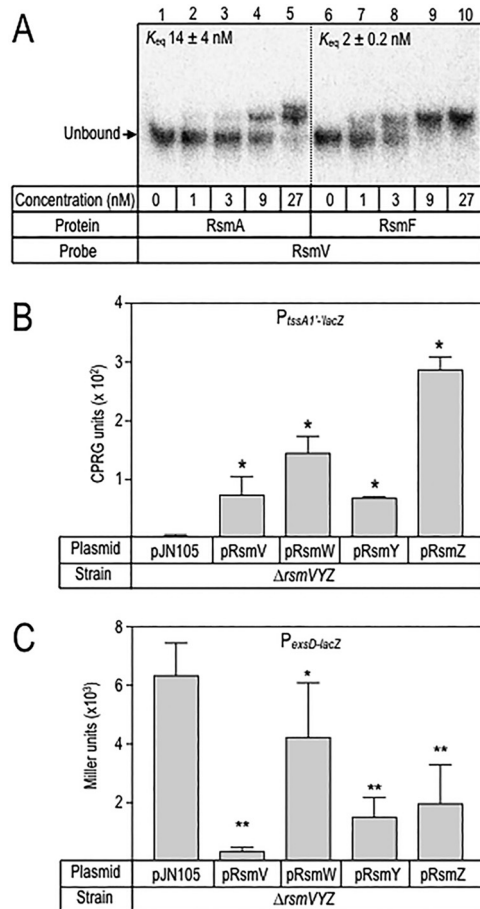 A
1 2 3 4 5 6 7 8 9 10
Keq 14 ± 4 nM Keq 2 ± 0.2 nM
Unbound
Concentration (nM) 0 1 3 9 27 0 1 3 9 27
Protein RsmA RsmF
Probe RsmV
B
PtssA1'-'lacZ
CPRG units (x 10²)
4
3
2
1
* * * *
Plasmid pJN105 pRsmV pRsmW pRsmY pRsmZ
Strain ΔrsmVYZ
C
PexsD-lacZ
Miller units (x10³)
8
6
4
2
** * ** **
Plasmid pJN105 pRsmV pRsmW pRsmY pRsmZ
Strain ΔrsmVYZ